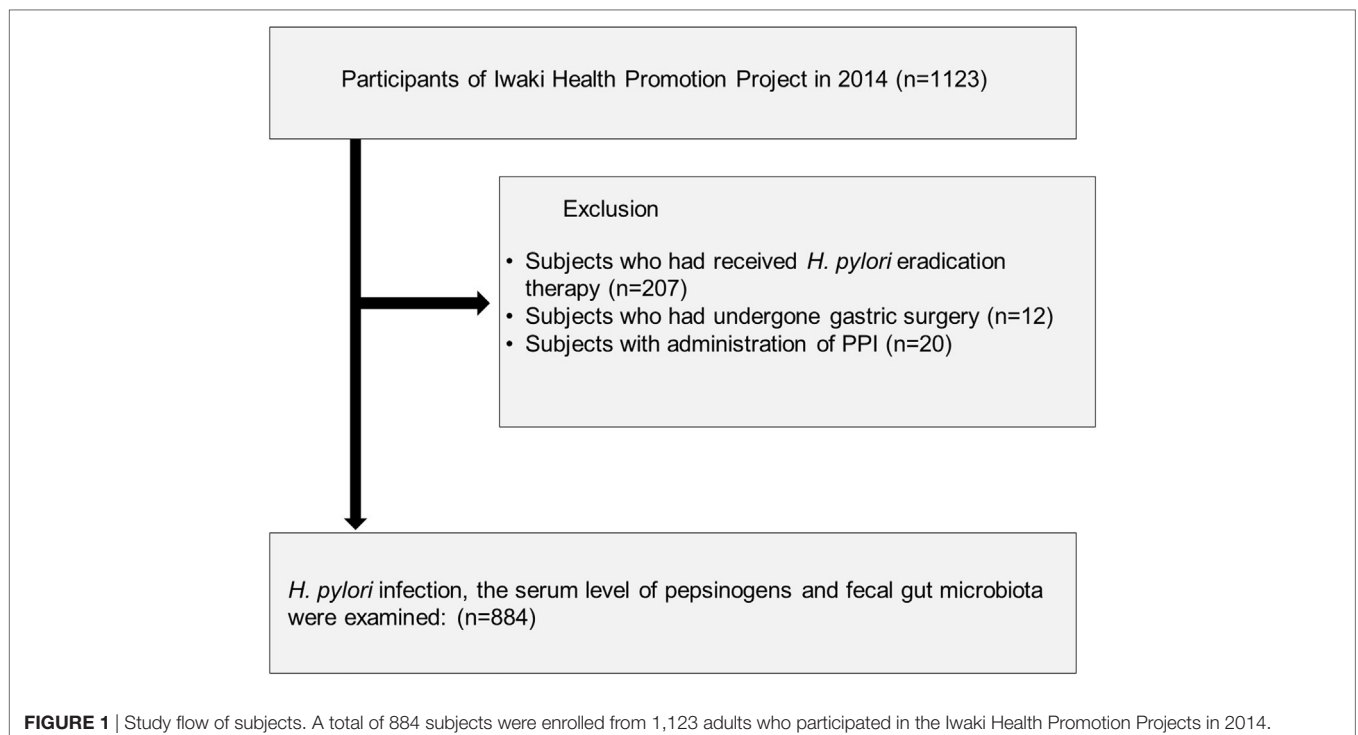 Participants of Iwaki Health Promotion Project in 2014 (n=1123)
Exclusion
• Subjects who had received H. pylori eradication
therapy (n=207)
• Subjects who had undergone gastric surgery (n=12)
• Subjects with administration of PPI (n=20)
H. pylori infection, the serum level of pepsinogens and fecal gut microbiota
were examined: (n=884)
FIGURE 1 | Study flow of subjects. A total of 884 subjects were enrolled from 1,123 adults who participated in the Iwaki Health Promotion Projects in 2014.